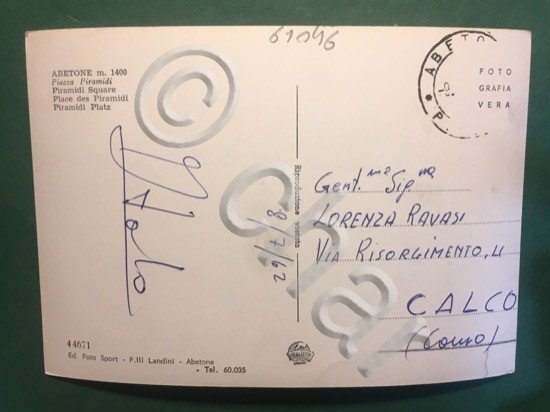 61046
ABETONE m. 1400
Piazza Piramidi
Piramidi Square
Place des Piramidi
Piramidi Platz
ABETO
P.
FOTO
GRAFIA
VERA
Riproduzione vietata
8/7/62
Gent.ma Sig.na
LORENZA RAVASI
VIA RISORGIMENTO, 4
CALCO
(Como)
44671
Ed. Foto Sport - F.lli Landini - Abetone
- Tel. 60.035